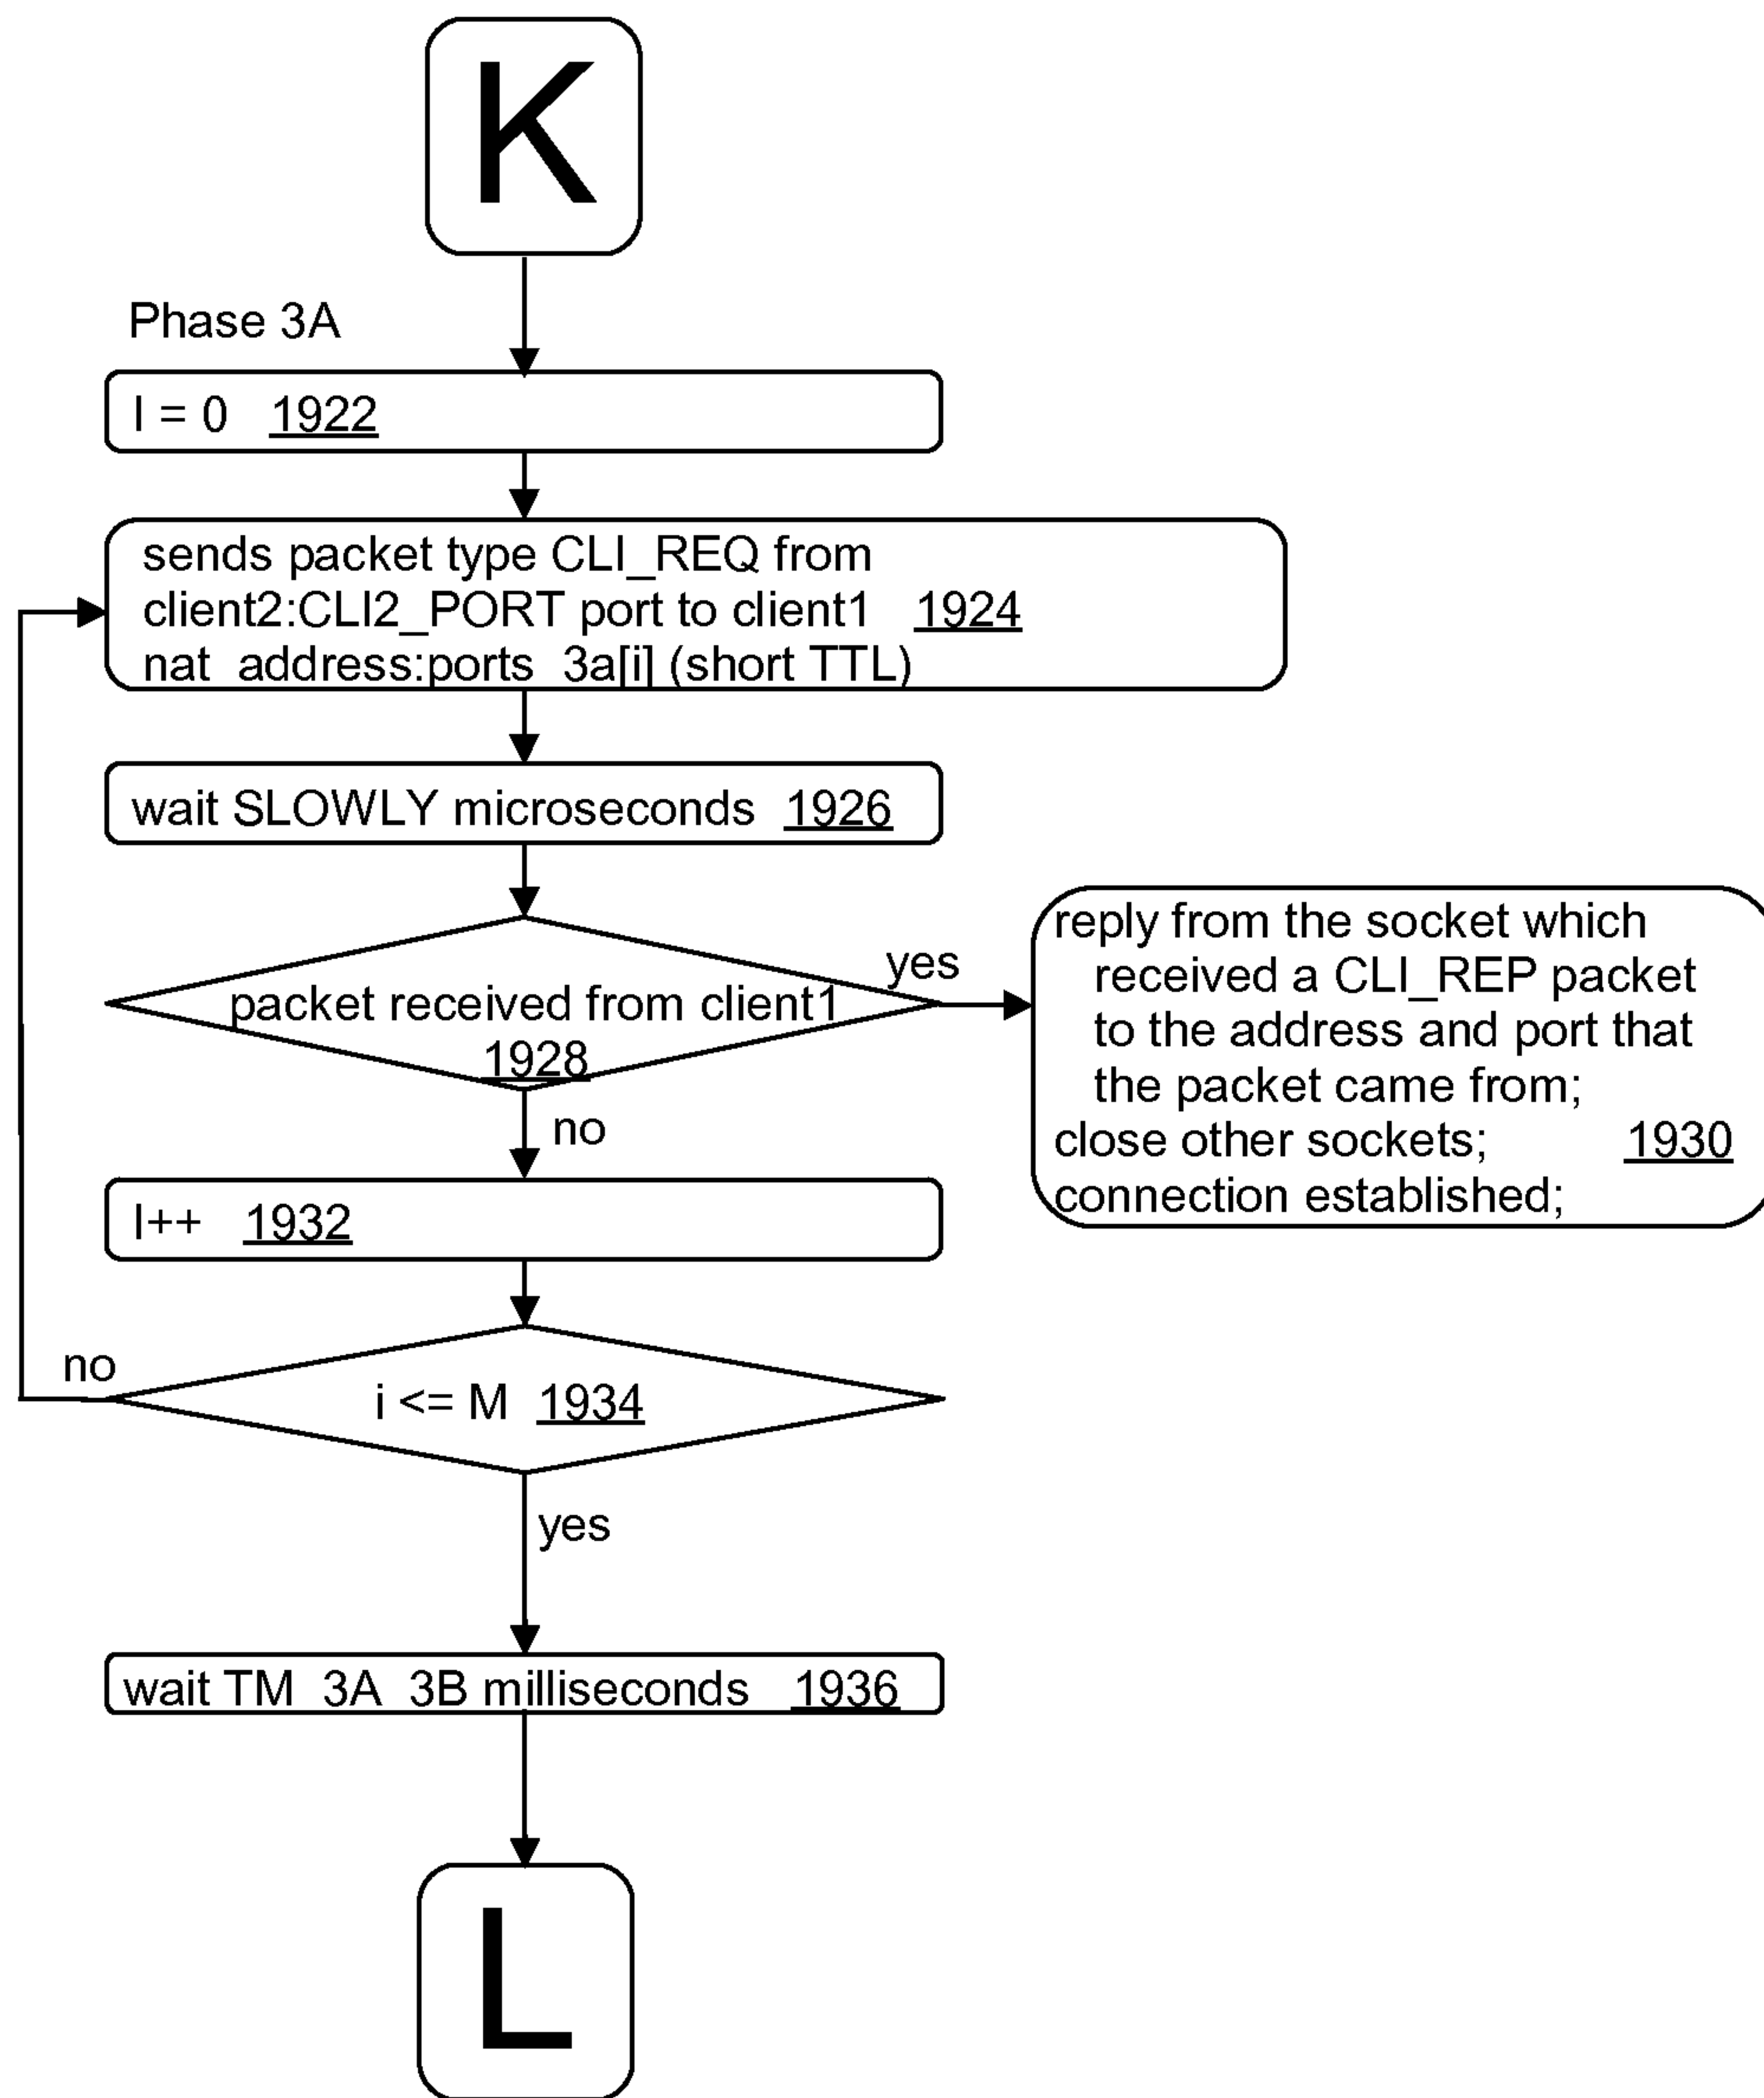 K
Phase 3A
I = 0 1922
sends packet type CLI_REQ from
client2:CLI2_PORT port to client1 1924
nat_address:ports_3a[i] (short TTL)
wait SLOWLY microseconds 1926
packet received from client1
1928
yes
reply from the socket which
received a CLI_REP packet
to the address and port that
the packet came from;
close other sockets; 1930
connection established;
no
I++ 1932
no
i <= M 1934
yes
wait TM_3A_3B milliseconds 1936
L